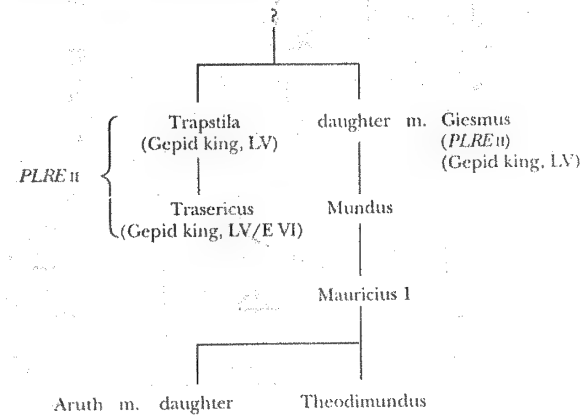 ?
Trapstila daughter m. Giesmus
(Gepid king, LV) (PLRE II)
(Gepid king, LV)
PLRE II
Trasericus Mundus
(Gepid king, LV/E VI)
Mauricius 1
Aruth m. daughter Theodimundus